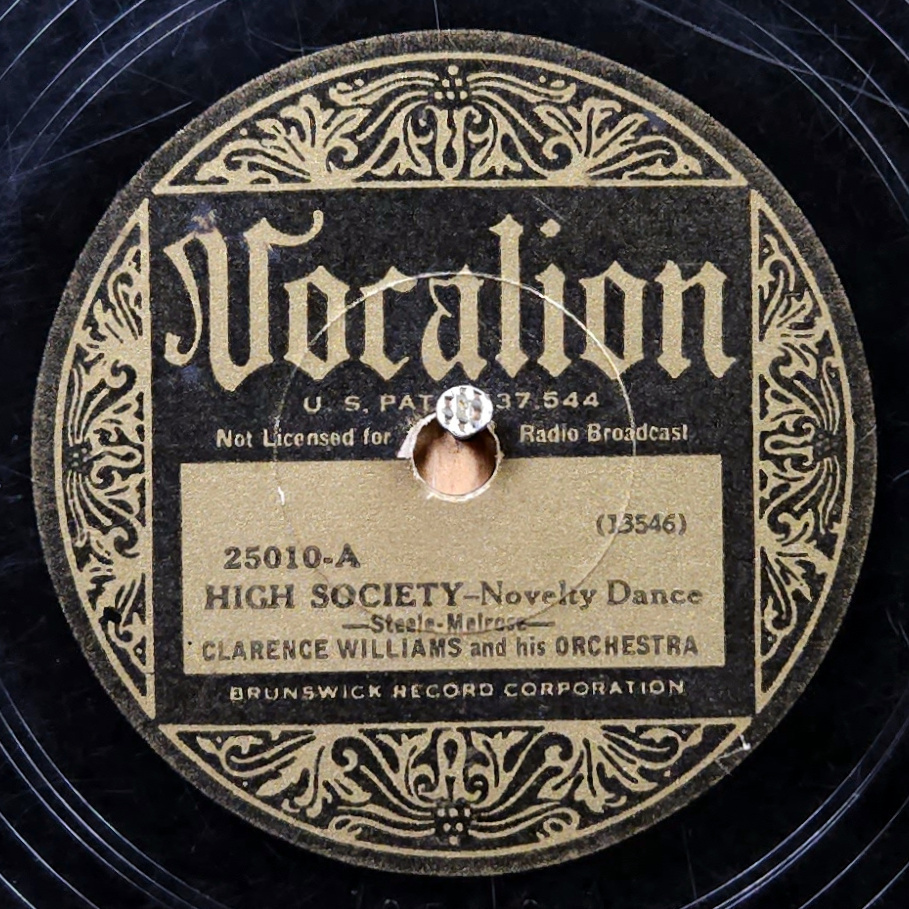 Vocalion
U. S. PAT 37,544
Not Licensed for Radio Broadcast
(13546)
25010-A
HIGH SOCIETY–Novelty Dance
—Steele-Melrose—
CLARENCE WILLIAMS and his ORCHESTRA
BRUNSWICK RECORD CORPORATION